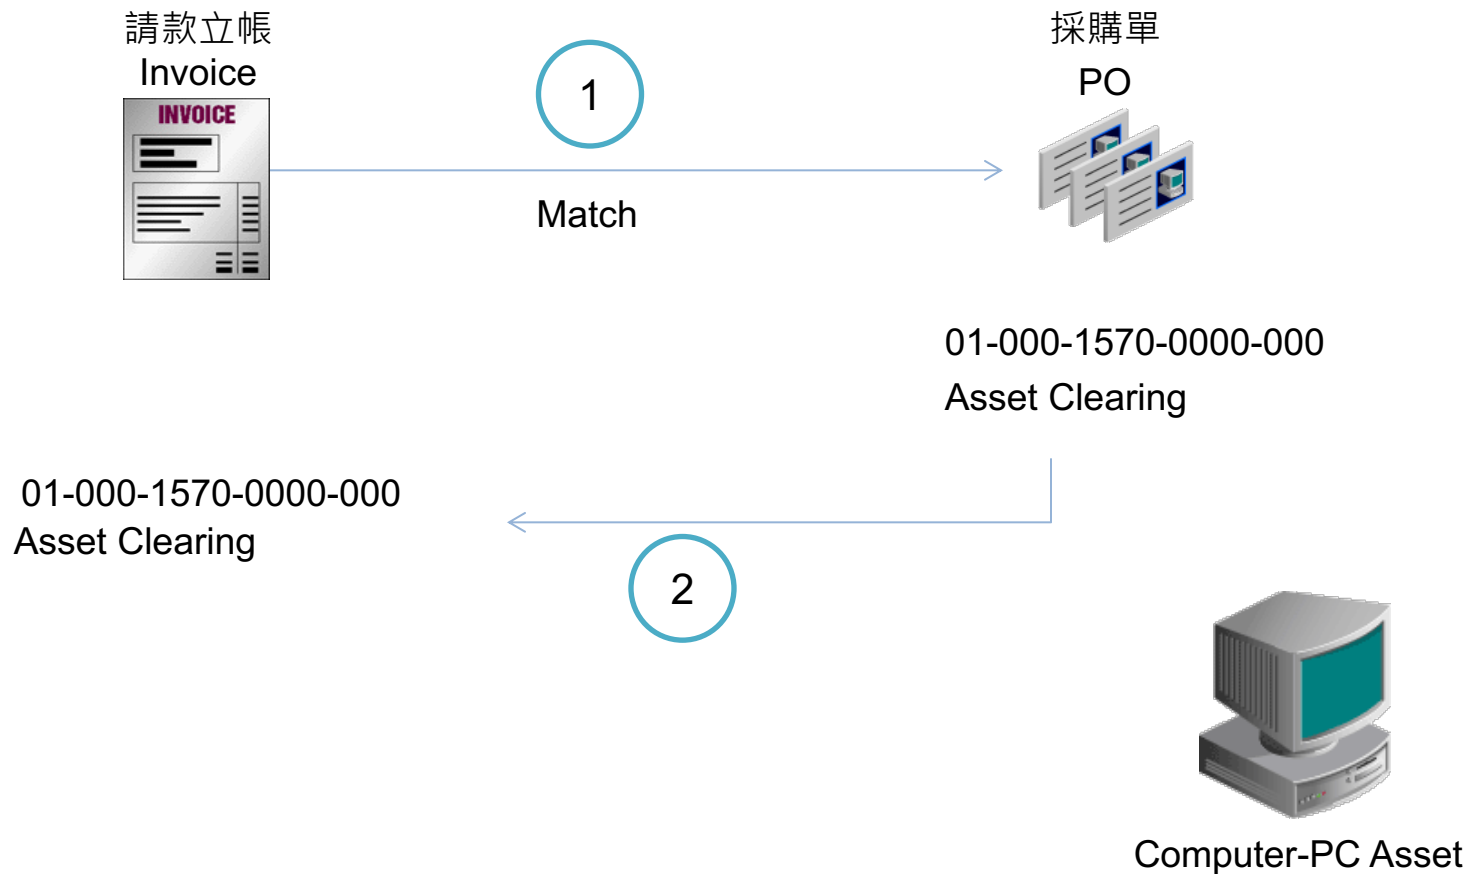 請款立帳
Invoice
INVOICE
1
Match
採購單
PO
01-000-1570-0000-000
Asset Clearing
01-000-1570-0000-000
Asset Clearing
2
Computer-PC Asset